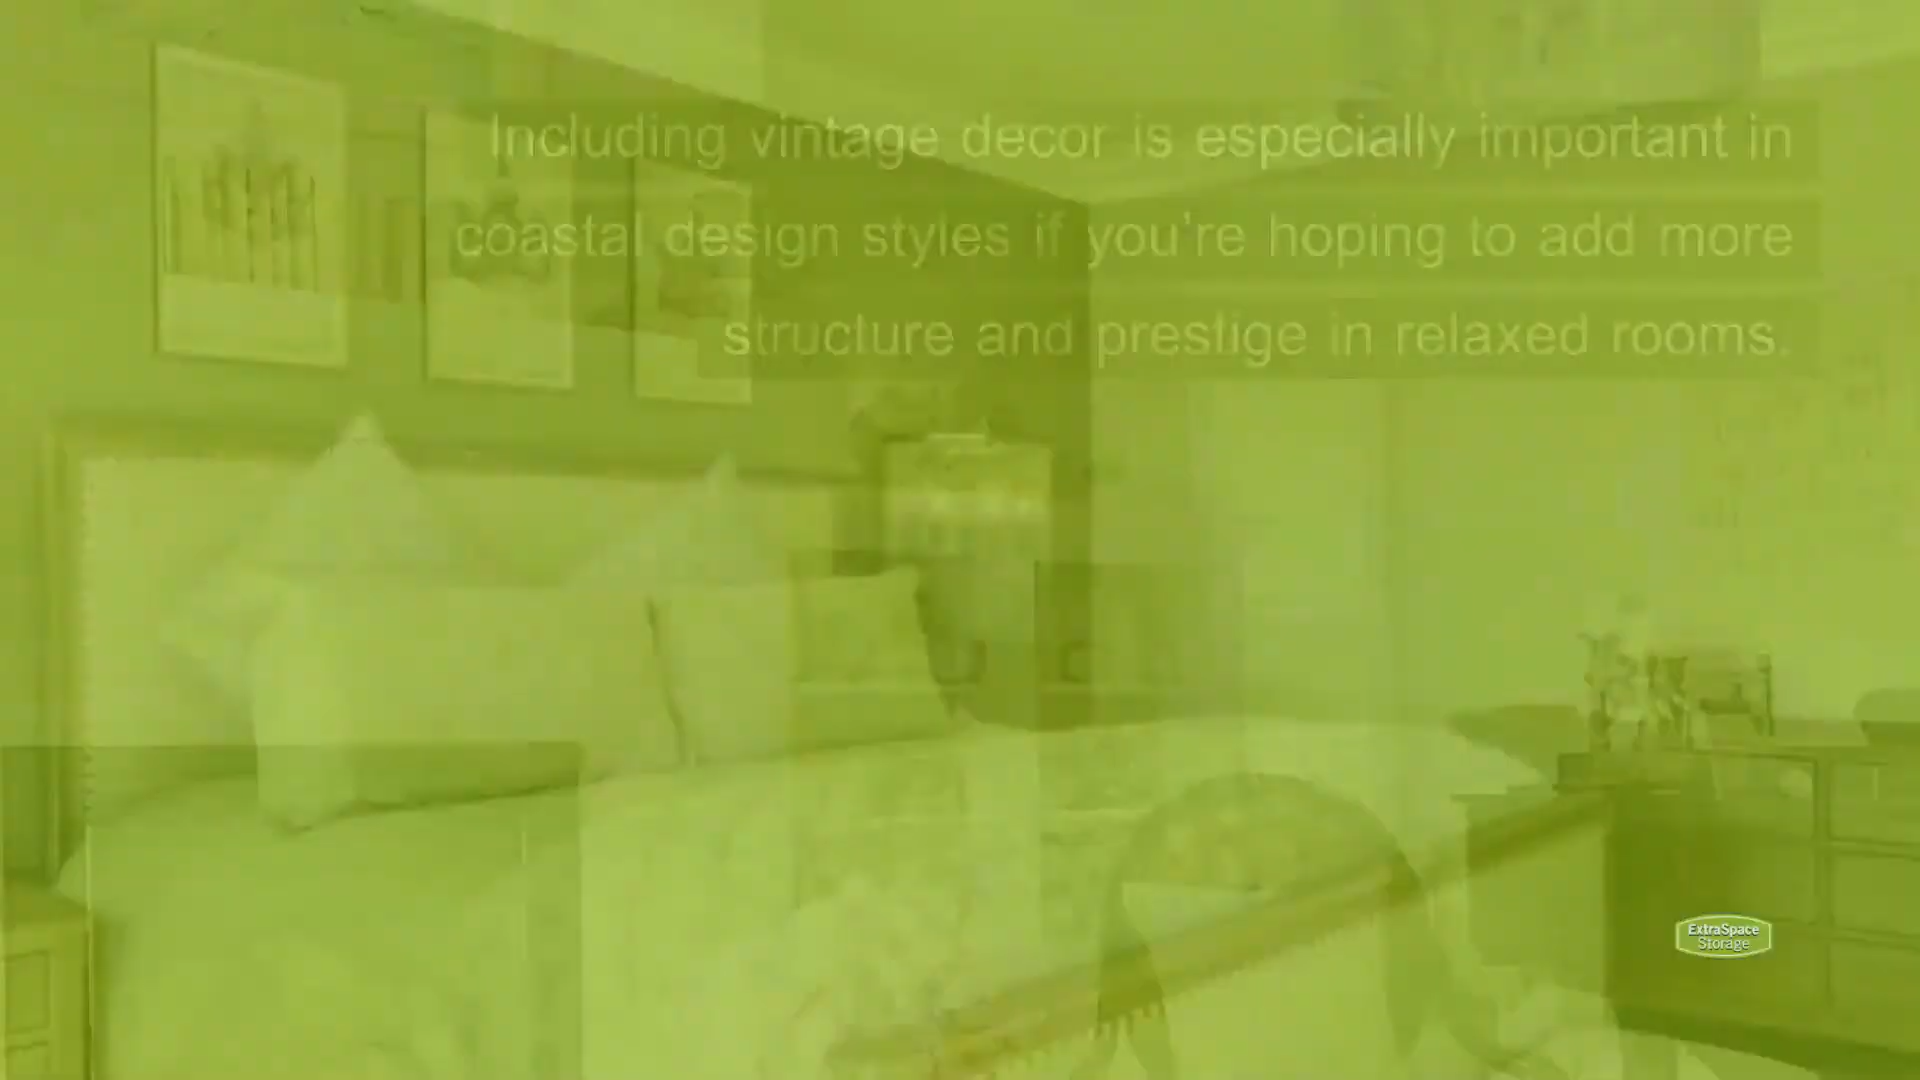 Including vintage decor is especially important in
coastal design styles if you're hoping to add more
structure and prestige in relaxed rooms.
ExtraSpace
Storage